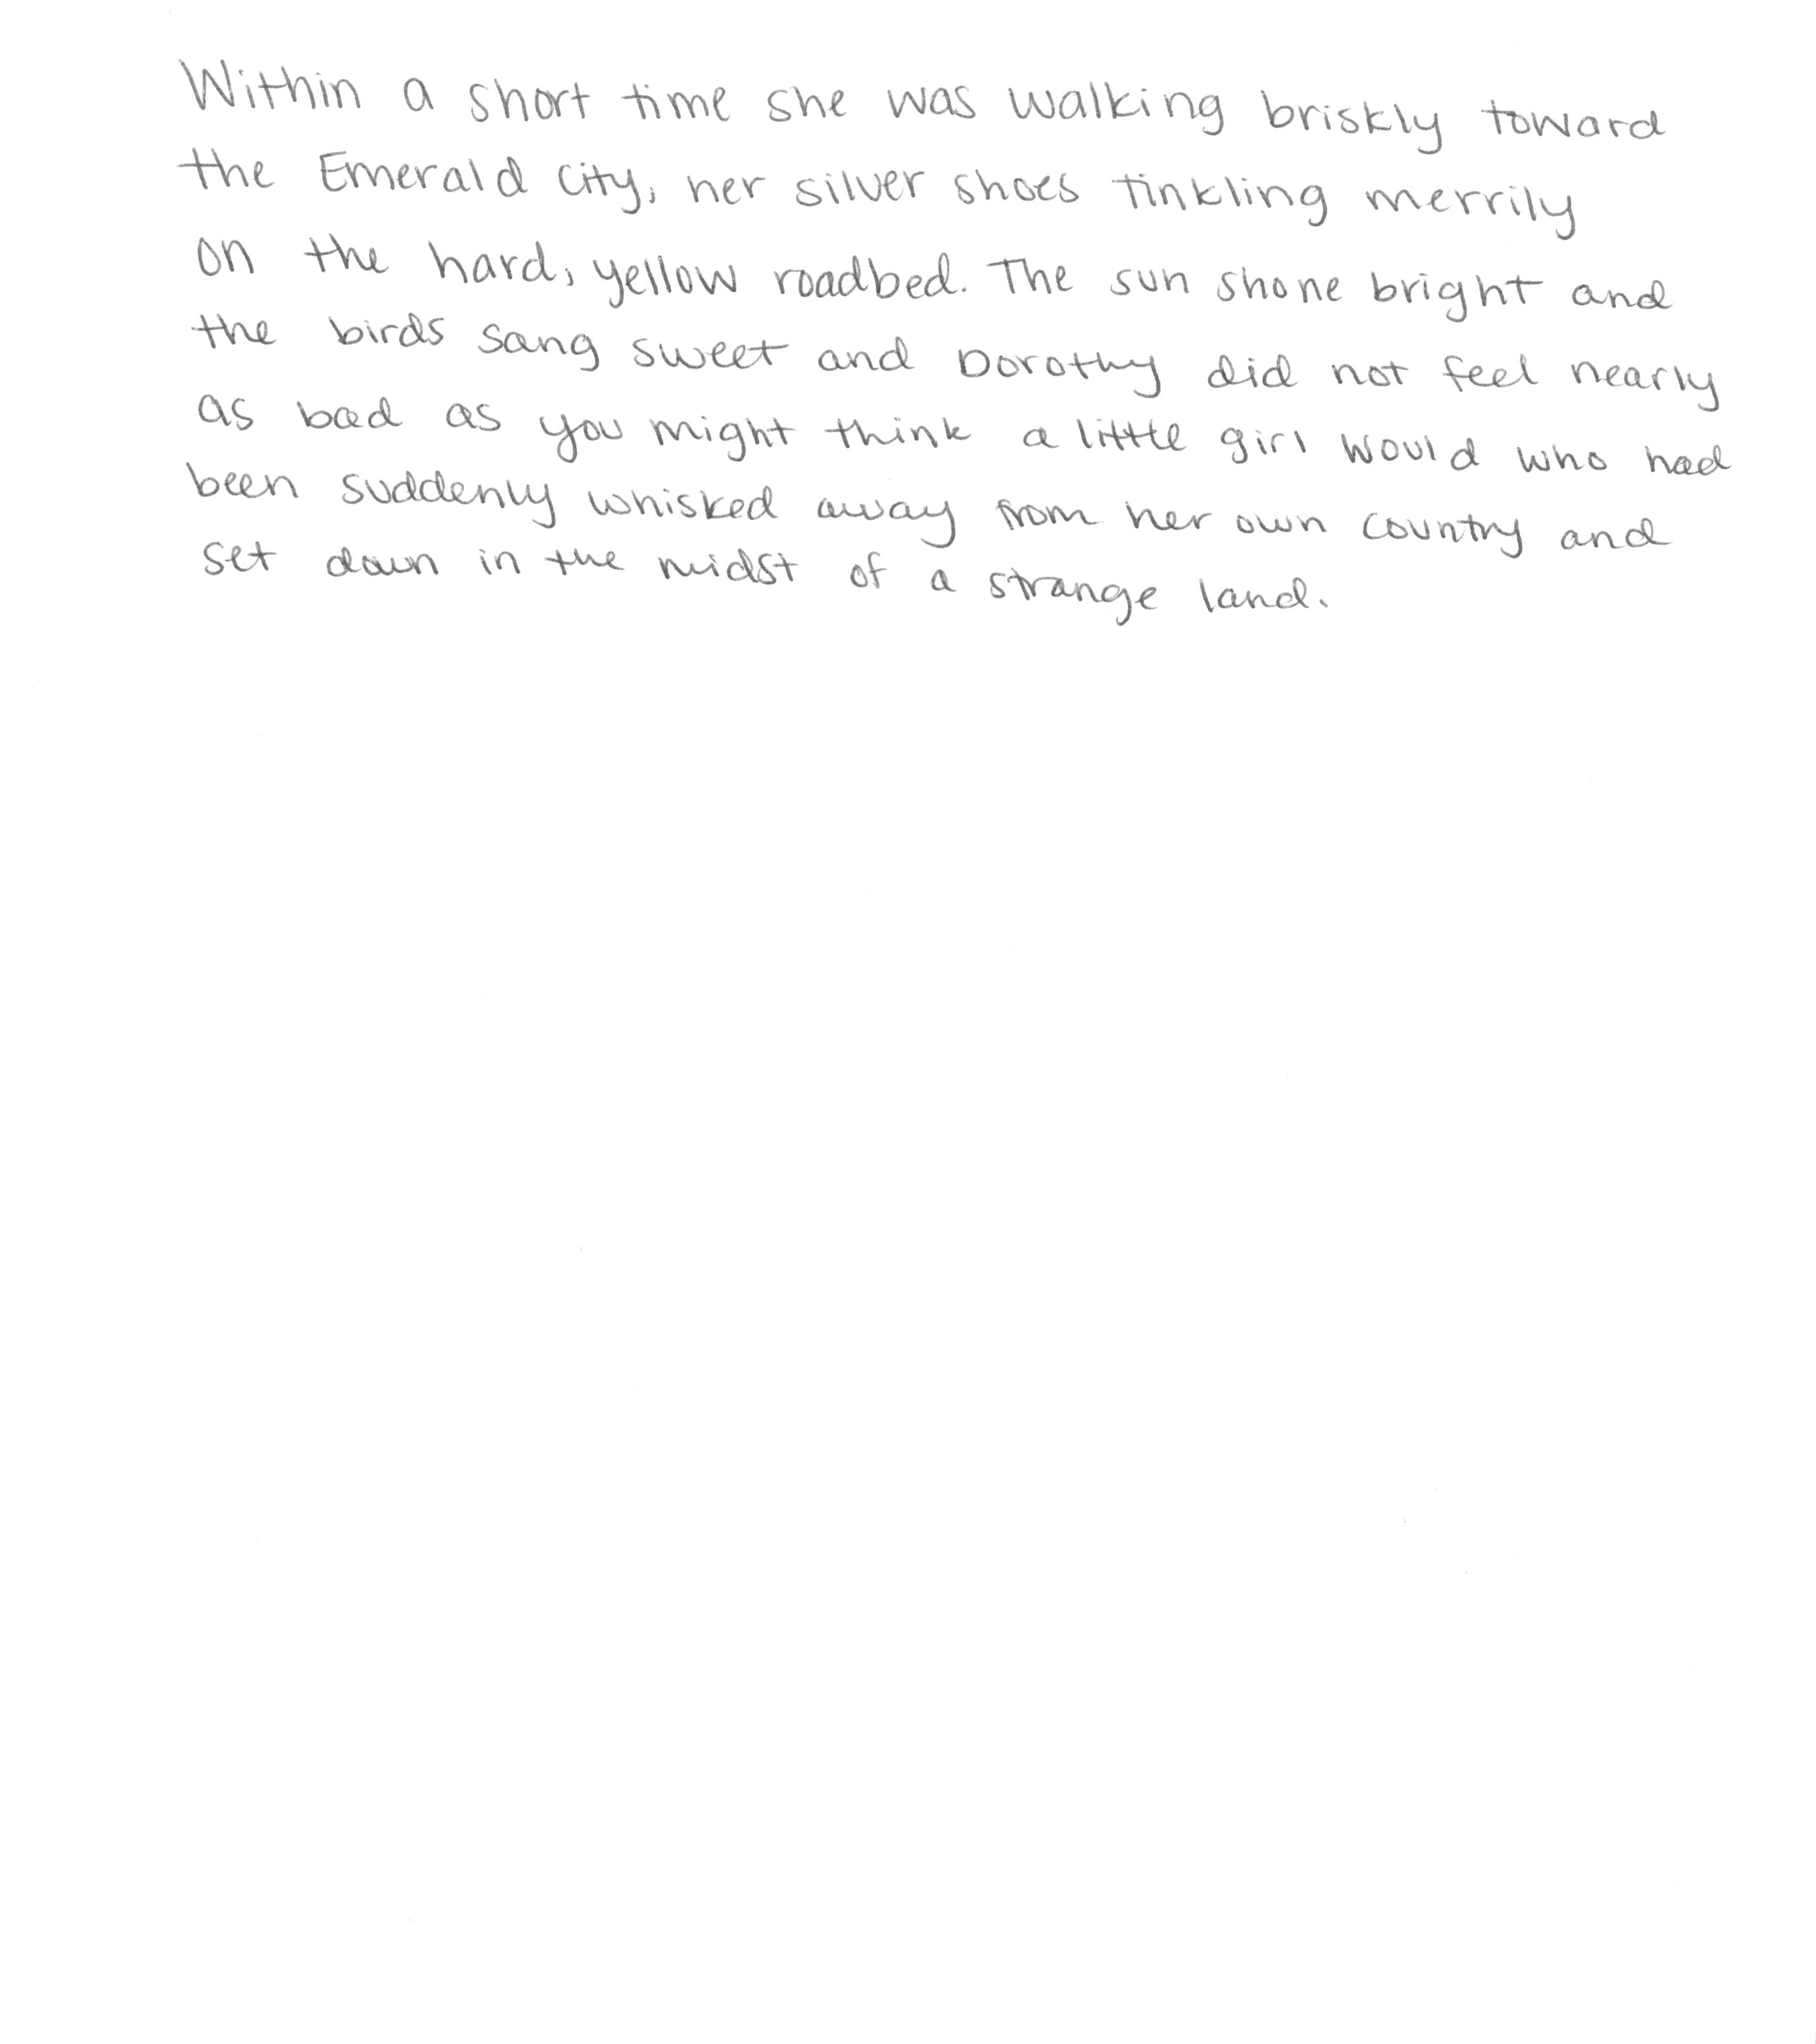 Within a short time she was walking briskly toward
the Emerald City, her silver shoes tinkling merrily
on the hard, yellow roadbed. The sun shone bright and
the birds sang sweet and Dorothy did not feel nearly
as bad as you might think a little girl would who had
been suddenly whisked away from her own country and
set down in the midst of a strange land.